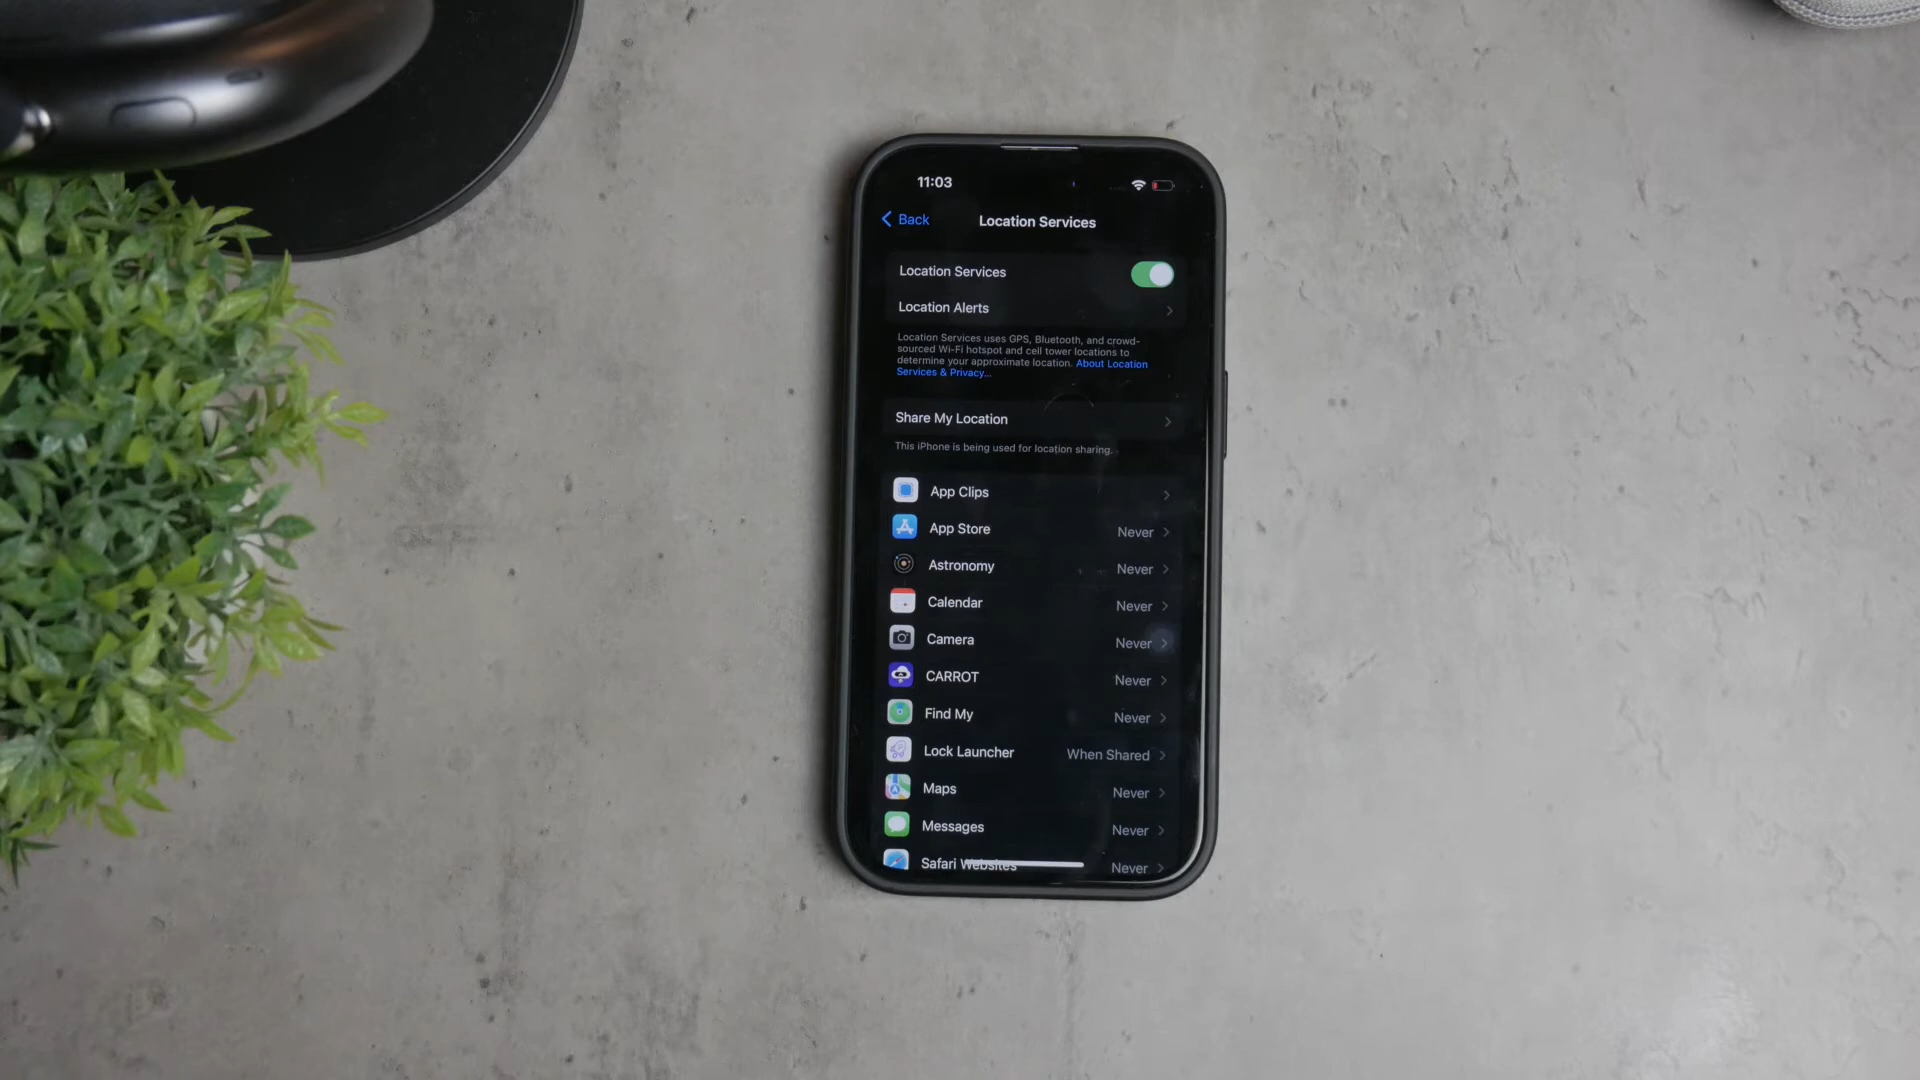 11:03
Back
Location Services
Location Services
Location Alerts
Location Services uses GPS, Bluetooth, and crowd-
sourced Wi-Fi hotspot and cell tower locations to
determine your approximate location. About Location
Services & Privacy...
Share My Location
This iPhone is being used for location sharing.
App Clips
App Store Never
Astronomy Never
Calendar Never
Camera Never
CARROT Never
Find My Never
Lock Launcher When Shared
Maps Never
Messages Never
Safari Websites Never